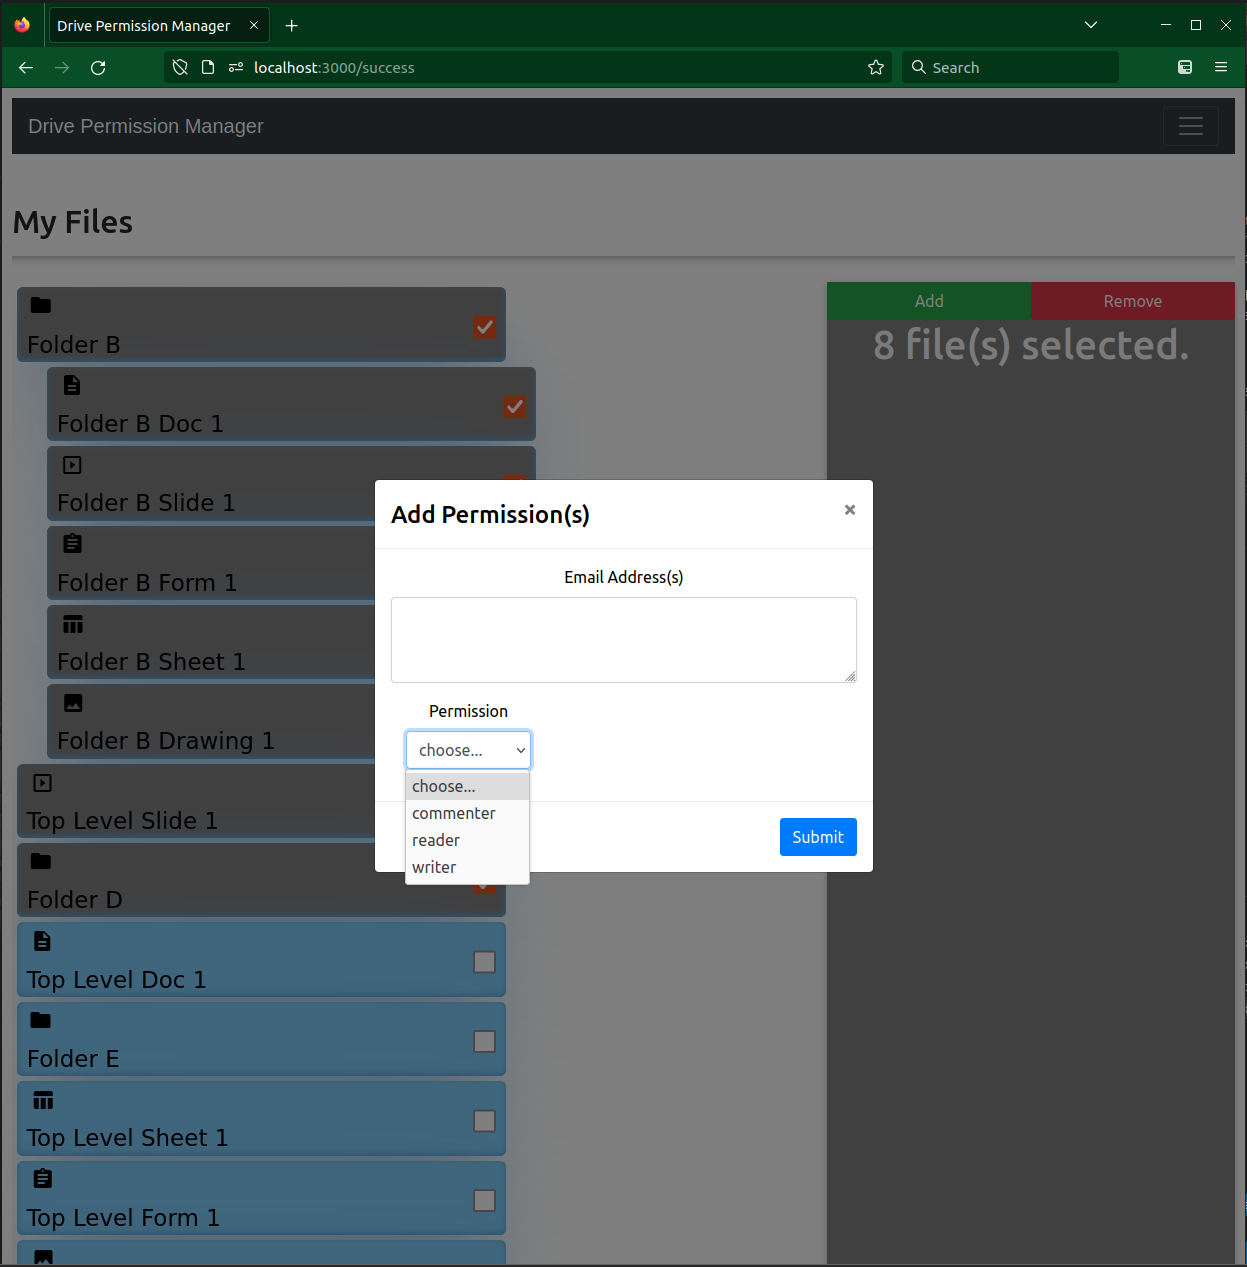 Drive Permission Manager
localhost:3000/success
Search
Drive Permission Manager
My Files
Folder B
Folder B Doc 1
Folder B Slide 1
Folder B Form 1
Folder B Sheet 1
Folder B Drawing 1
Top Level Slide 1
Folder D
Top Level Doc 1
Folder E
Top Level Sheet 1
Top Level Form 1
Add Remove
8 file(s) selected.
Add Permission(s)
×
Email Address(s)
Permission
choose...
choose...
commenter
reader
writer
Submit